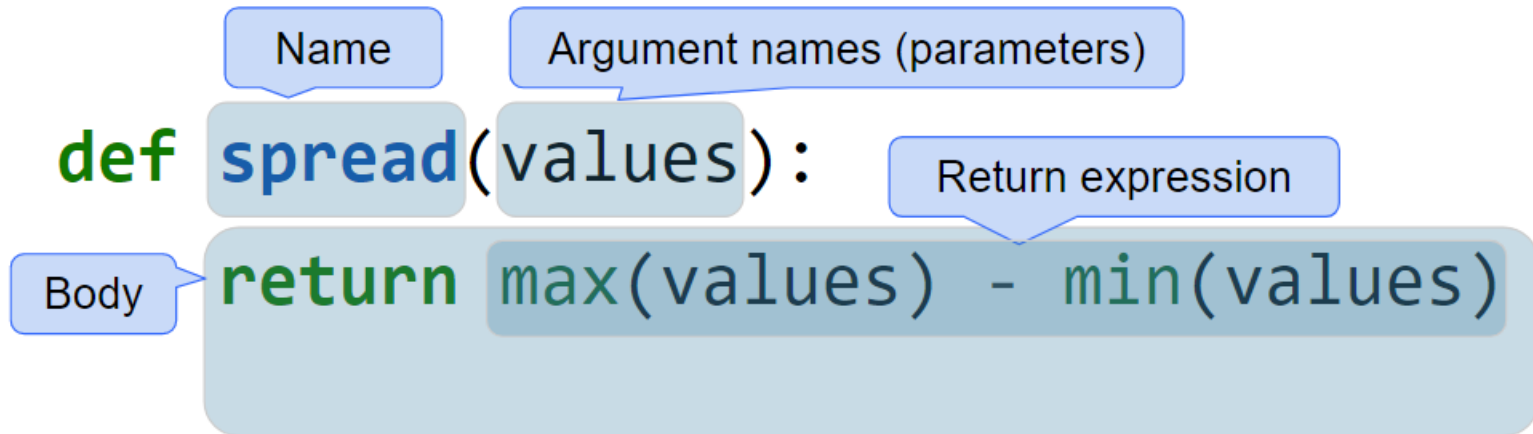 Name
Argument names (parameters)
def spread(values):
Return expression
Body
return max(values) - min(values)